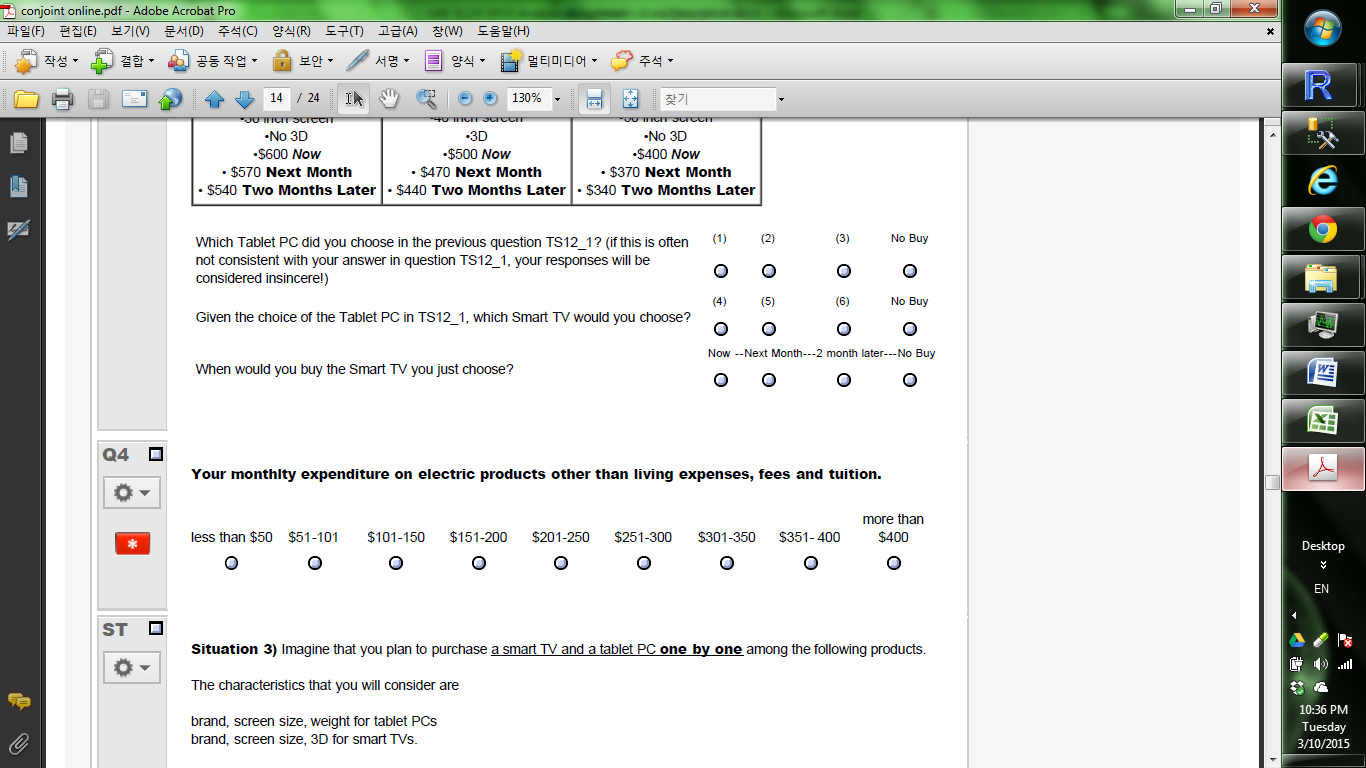 conjoint online.pdf - Adobe Acrobat Pro
파일(F) 편집(E) 보기(V) 문서(D) 주석(C) 양식(R) 도구(T) 고급(A) 창(W) 도움말(H)
작성 결합 공동 작업 보안 서명 양식 멀티미디어 주석
14 / 24 130% 찾기
•No 3D •3D •No 3D
•$600 Now •$500 Now •$400 Now
• $570 Next Month • $470 Next Month • $370 Next Month
• $540 Two Months Later • $440 Two Months Later • $340 Two Months Later
Which Tablet PC did you choose in the previous question TS12_1? (if this is often
not consistent with your answer in question TS12_1, your responses will be
considered insincere!)
(1) (2) (3) No Buy
(4) (5) (6) No Buy
Given the choice of the Tablet PC in TS12_1, which Smart TV would you choose?
Now --Next Month---2 month later---No Buy
When would you buy the Smart TV you just choose?
Q4
Your monthlty expenditure on electric products other than living expenses, fees and tuition.
less than $50 $51-101 $101-150 $151-200 $201-250 $251-300 $301-350 $351- 400 more than
$400
ST
Situation 3) Imagine that you plan to purchase a smart TV and a tablet PC one by one among the following products.
The characteristics that you will consider are
brand, screen size, weight for tablet PCs
brand, screen size, 3D for smart TVs.
Desktop
EN
10:36 PM
Tuesday
3/10/2015